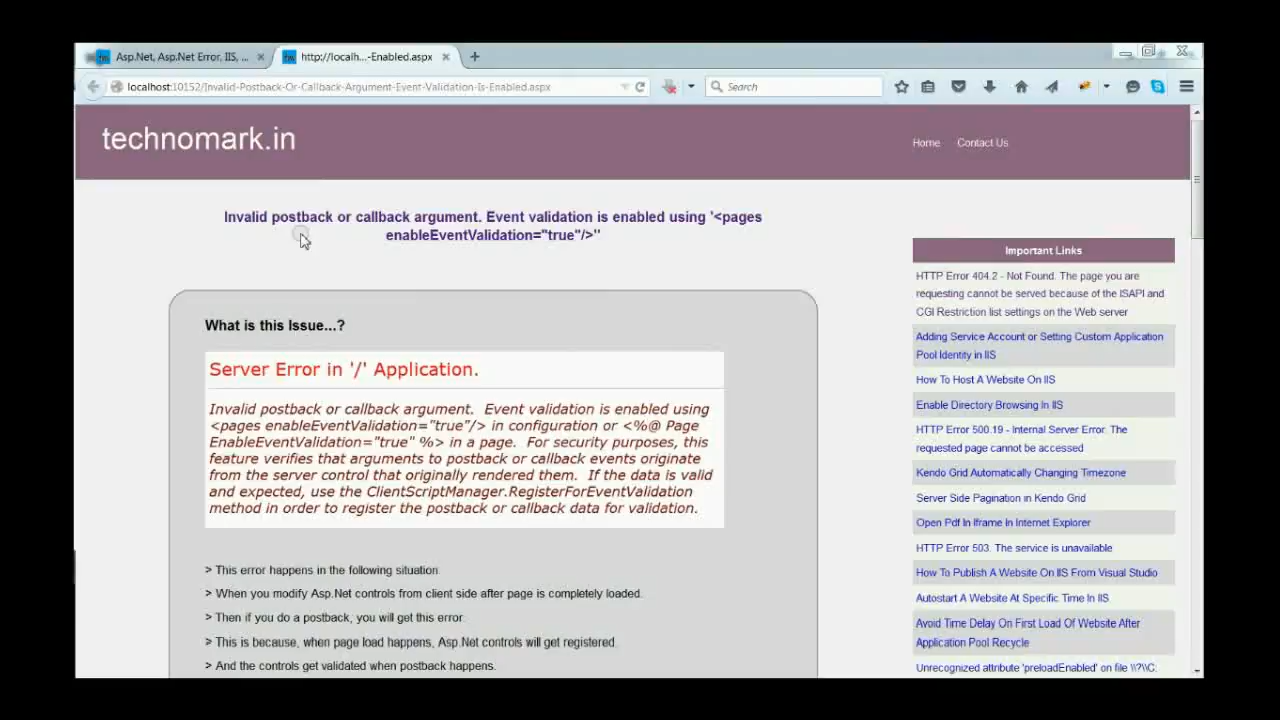 Asp.Net, Asp.Net Error, IIS, ...
http://localh...-Enabled.aspx
localhost:10152/Invalid-Postback-Or-Callback-Argument-Event-Validation-Is-Enabled.aspx
Search
technomark.in
Home
Contact Us
Invalid postback or callback argument. Event validation is enabled using '<pages
enableEventValidation="true"/>''
What is this Issue...?
Server Error in '/' Application.
Invalid postback or callback argument.  Event validation is enabled using
<pages enableEventValidation="true"/> in configuration or <%@ Page
EnableEventValidation="true" %> in a page.  For security purposes, this
feature verifies that arguments to postback or callback events originate
from the server control that originally rendered them.  If the data is valid
and expected, use the ClientScriptManager.RegisterForEventValidation
method in order to register the postback or callback data for validation.
> This error happens in the following situation.
> When you modify Asp.Net controls from client side after page is completely loaded.
> Then if you do a postback, you will get this error.
> This is because, when page load happens, Asp.Net controls will get registered.
> And the controls get validated when postback happens.
Important Links
HTTP Error 404.2 - Not Found. The page you are
requesting cannot be served because of the ISAPI and
CGI Restriction list settings on the Web server
Adding Service Account or Setting Custom Application
Pool Identity in IIS
How To Host A Website On IIS
Enable Directory Browsing In IIS
HTTP Error 500.19 - Internal Server Error. The
requested page cannot be accessed
Kendo Grid Automatically Changing Timezone
Server Side Pagination in Kendo Grid
Open Pdf In Iframe In Internet Explorer
HTTP Error 503. The service is unavailable
How To Publish A Website On IIS From Visual Studio
Autostart A Website At Specific Time In IIS
Avoid Time Delay On First Load Of Website After
Application Pool Recycle
Unrecognized attribute 'preloadEnabled' on file \\?\C: